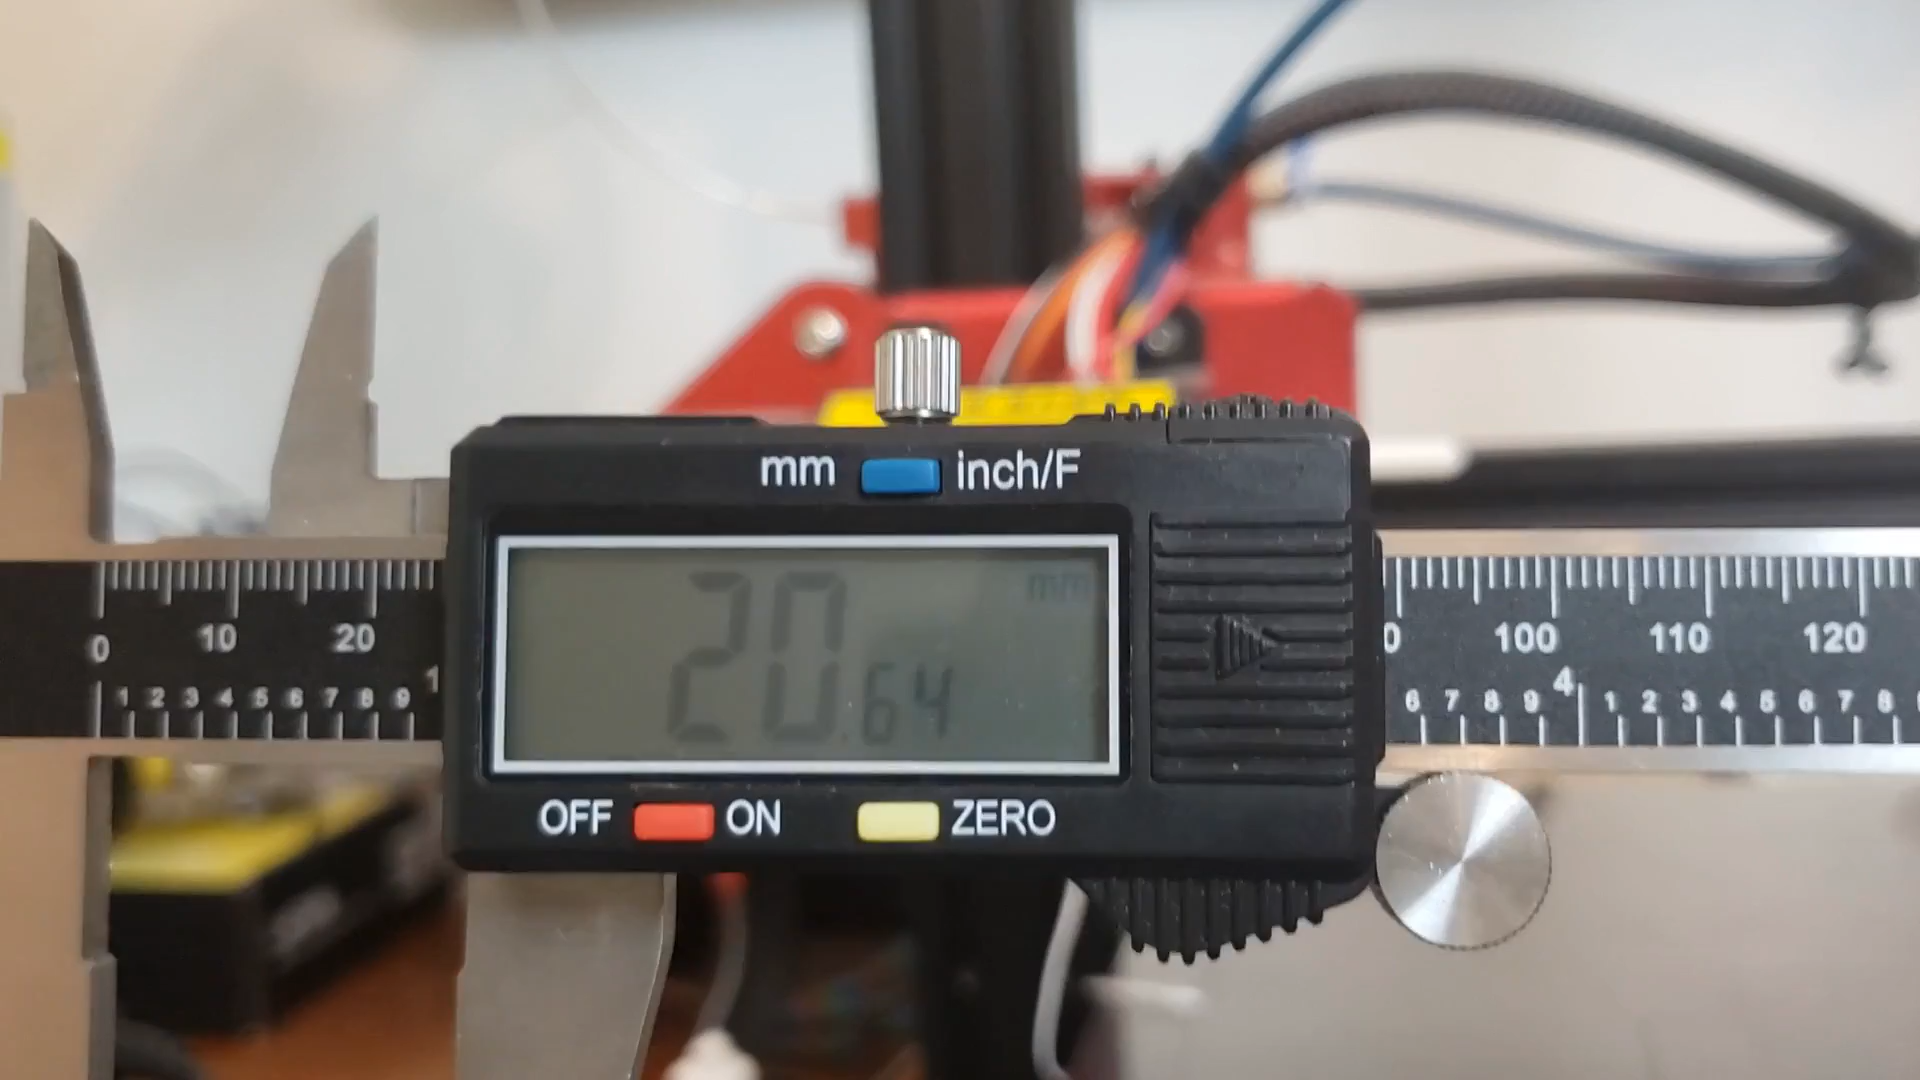 mm inch/F
mm
20.64
0 10 20 0 100 110 120
1 2 3 4 5 6 7 8 9 1 6 7 8 9 4 1 2 3 4 5 6 7 8
OFF ON ZERO